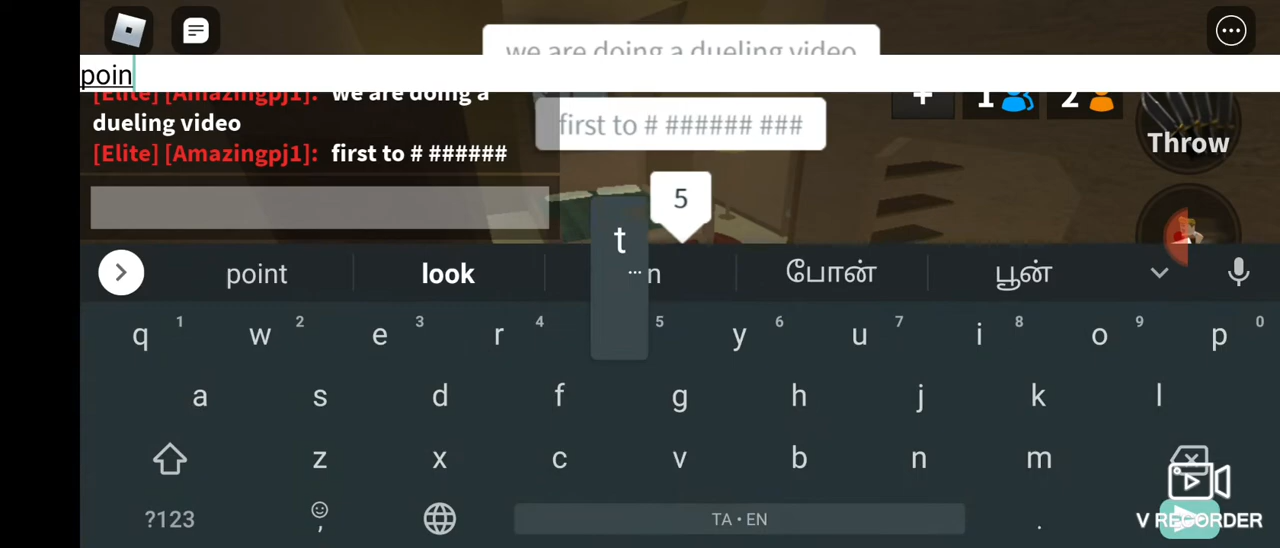 we are doing a dueling video
poin
[Elite] [Amazingpj1]: we are doing a
dueling video
[Elite] [Amazingpj1]: first to # ######
first to # ###### ###
+ 1 2
Throw
5
t
point look n போன் பூன்
q 1 w 2 e 3 r 4 5 y 6 u 7 i 8 o 9 p 0
a s d f g h j k l
z x c v b n m
?123 , TA • EN .
V RECORDER